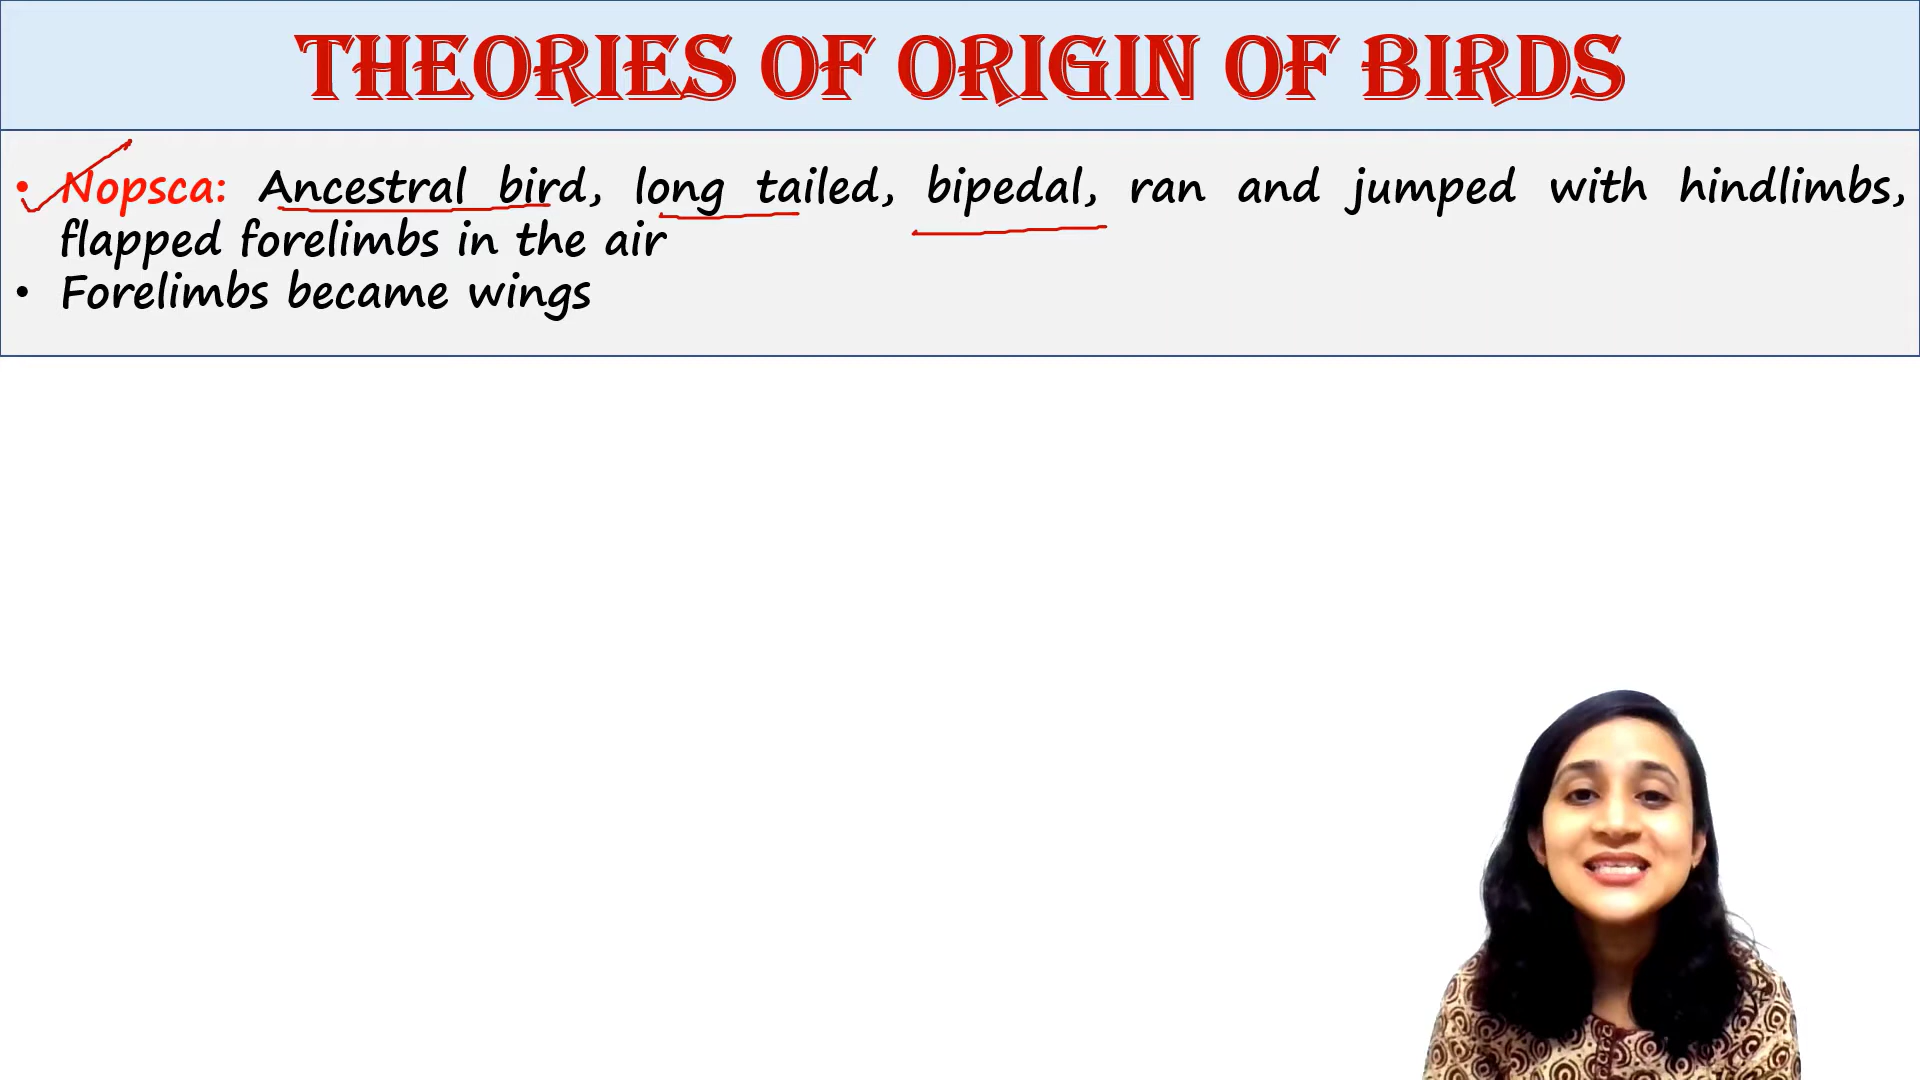 THEORIES OF ORIGIN OF BIRDS
• Nopsca: Ancestral bird, long tailed, bipedal, ran and jumped with hindlimbs,
flapped forelimbs in the air
• Forelimbs became wings